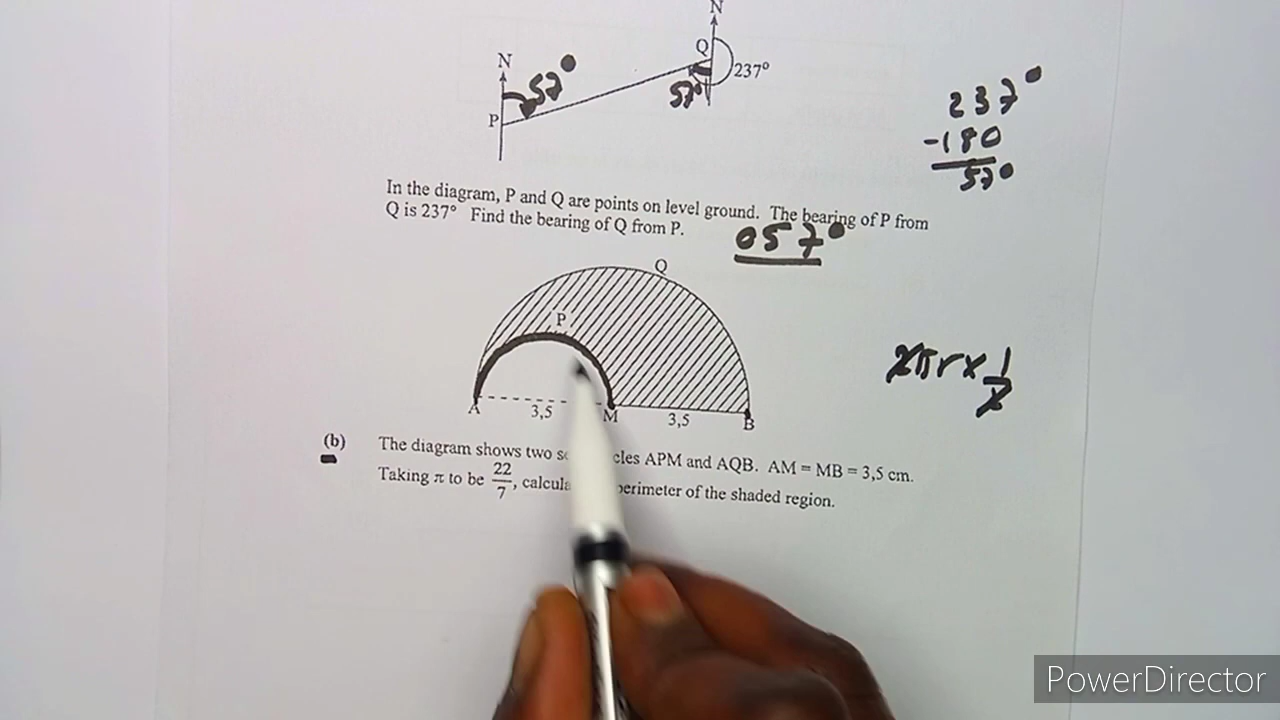 N
Q
237°
N
57°
57°
P
237°
-180
57°
In the diagram, P and Q are points on level ground. The bearing of P from
Q is 237° Find the bearing of Q from P.
057°
Q
P
2πr x 1/2
A
3,5
M
3,5
B
(b) The diagram shows two cles APM and AQB. AM = MB = 3,5 cm.
Taking π to be 22/7, calcula perimeter of the shaded region.
PowerDirector